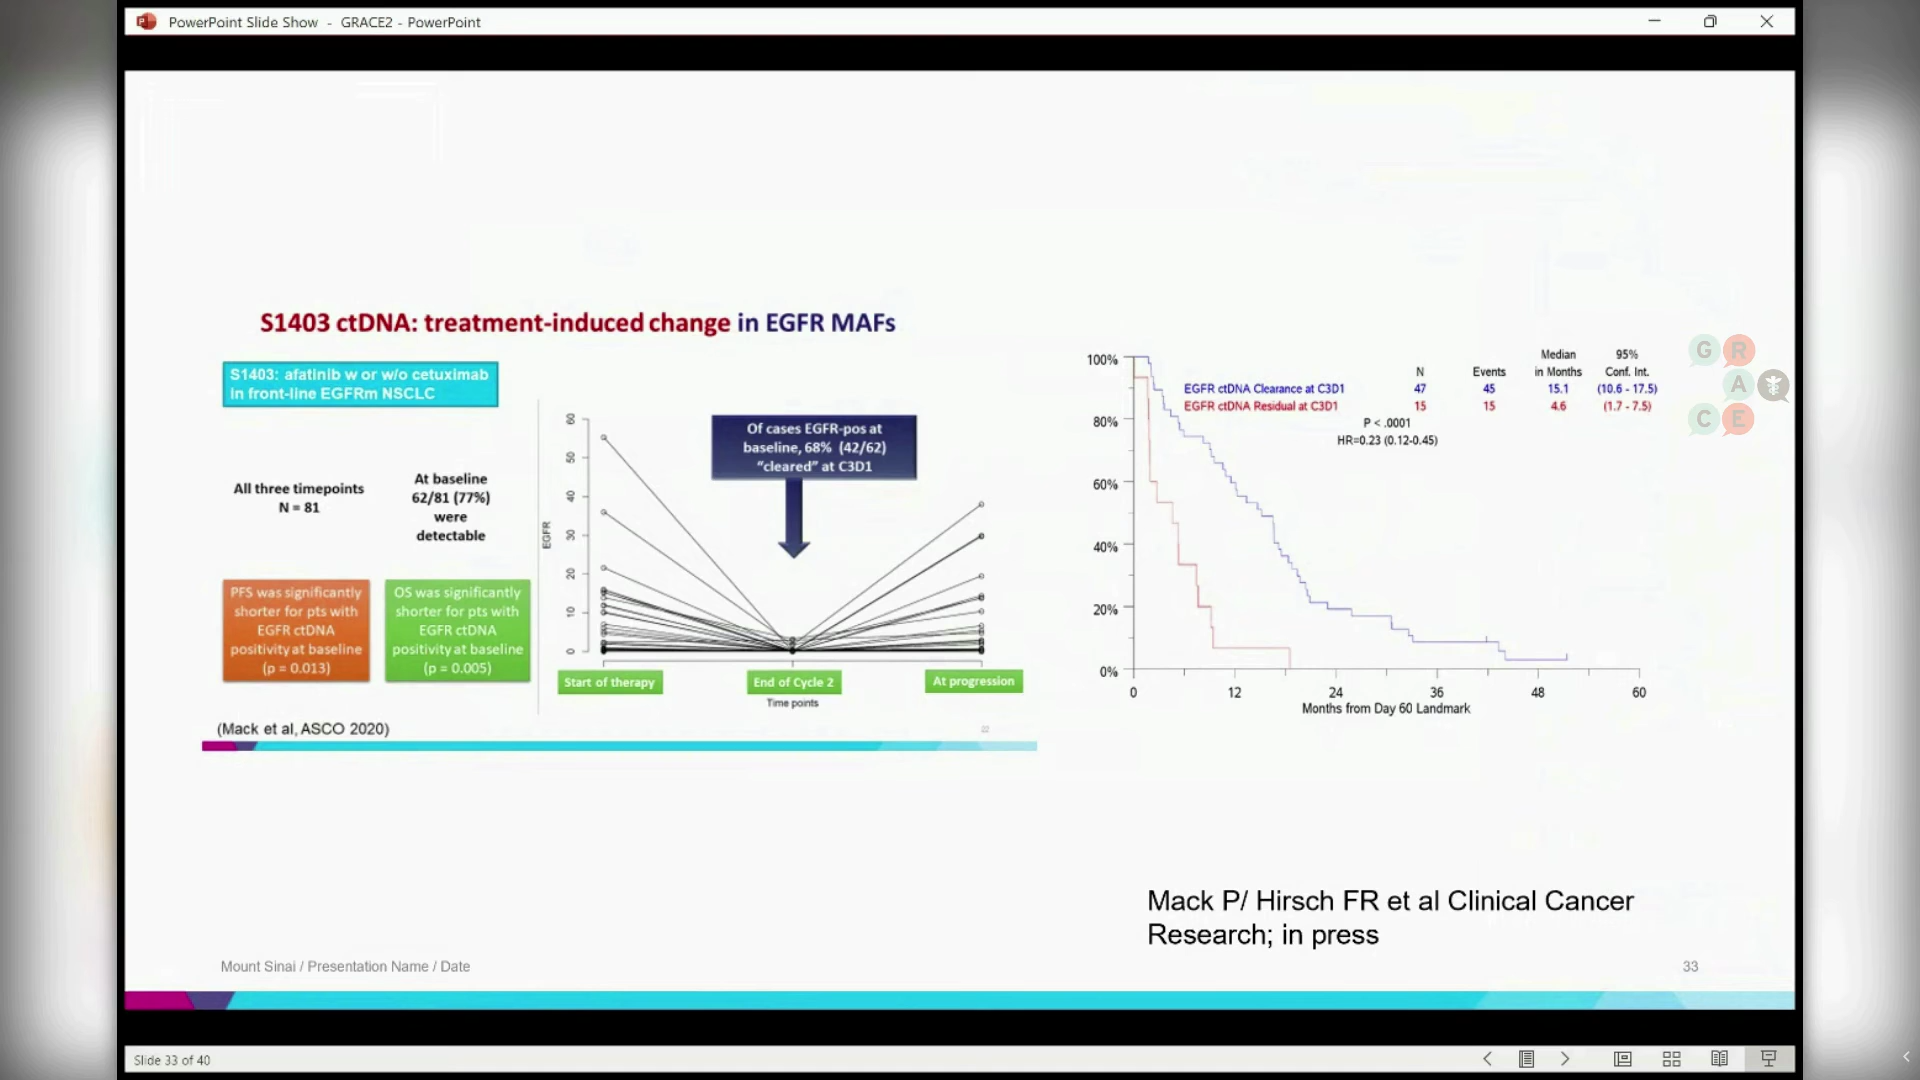 PowerPoint Slide Show - GRACE2 - PowerPoint
S1403 ctDNA: treatment-induced change in EGFR MAFs
S1403: afatinib w or w/o cetuximab
in front-line EGFRm NSCLC
All three timepoints
N = 81
At baseline
62/81 (77%)
were
detectable
PFS was significantly
shorter for pts with
EGFR ctDNA
positivity at baseline
(p = 0.013)
OS was significantly
shorter for pts with
EGFR ctDNA
positivity at baseline
(p = 0.005)
(Mack et al, ASCO 2020)
EGFR
60
50
40
30
20
10
0
Of cases EGFR-pos at
baseline, 68% (42/62)
“cleared” at C3D1
Start of therapy
End of Cycle 2
At progression
Time points
22
100%
80%
60%
40%
20%
0%
N Events Median in Months 95% Conf. Int.
EGFR ctDNA Clearance at C3D1 47 45 15.1 (10.6 - 17.5)
EGFR ctDNA Residual at C3D1 15 15 4.6 (1.7 - 7.5)
P < .0001
HR=0.23 (0.12-0.45)
0 12 24 36 48 60
Months from Day 60 Landmark
G R
A
C E
Mack P/ Hirsch FR et al Clinical Cancer
Research; in press
Mount Sinai / Presentation Name / Date
33
Slide 33 of 40